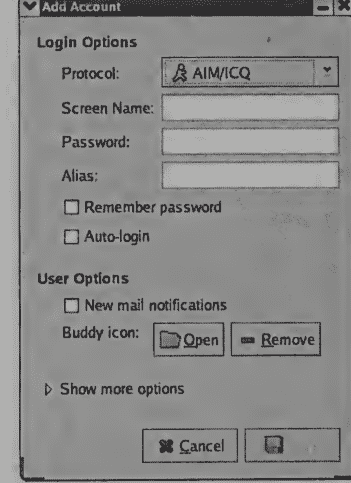 Add Account
Login Options
Protocol: AIM/ICQ
Screen Name:
Password:
Alias:
Remember password
Auto-login
User Options
New mail notifications
Buddy icon: Open Remove
Show more options
Cancel